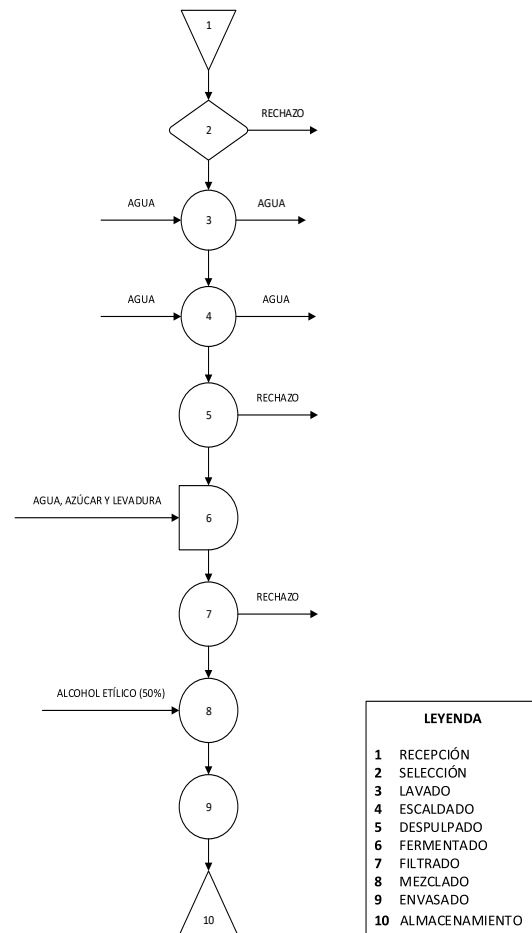 1
2
RECHAZO
AGUA
3
AGUA
AGUA
4
AGUA
5
RECHAZO
AGUA, AZÚCAR Y LEVADURA
6
7
RECHAZO
ALCOHOL ETÍLICO (50%)
8
9
10
LEYENDA
1 RECEPCIÓN
2 SELECCIÓN
3 LAVADO
4 ESCALDADO
5 DESPULPADO
6 FERMENTADO
7 FILTRADO
8 MEZCLADO
9 ENVASADO
10 ALMACENAMIENTO